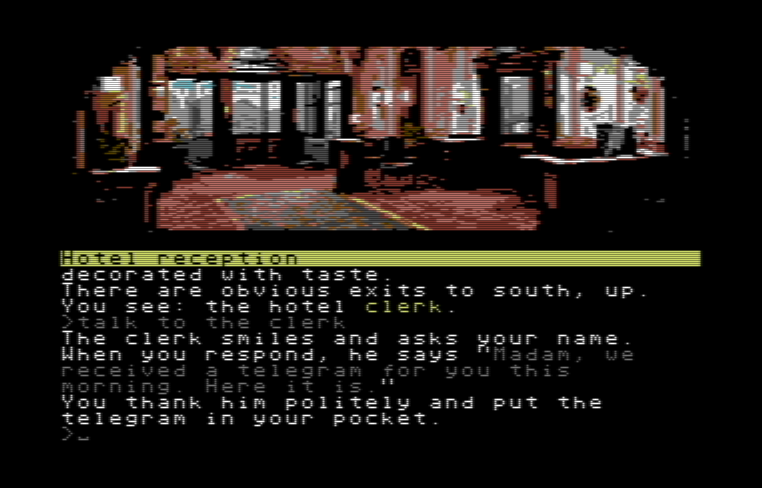 Hotel reception
decorated with taste.
There are obvious exits to south, up.
You see: the hotel clerk.
>talk to the clerk
The clerk smiles and asks your name.
When you respond, he says "Madam, we
received a telegram for you this
morning. Here it is."
You thank him politely and put the
telegram in your pocket.
>